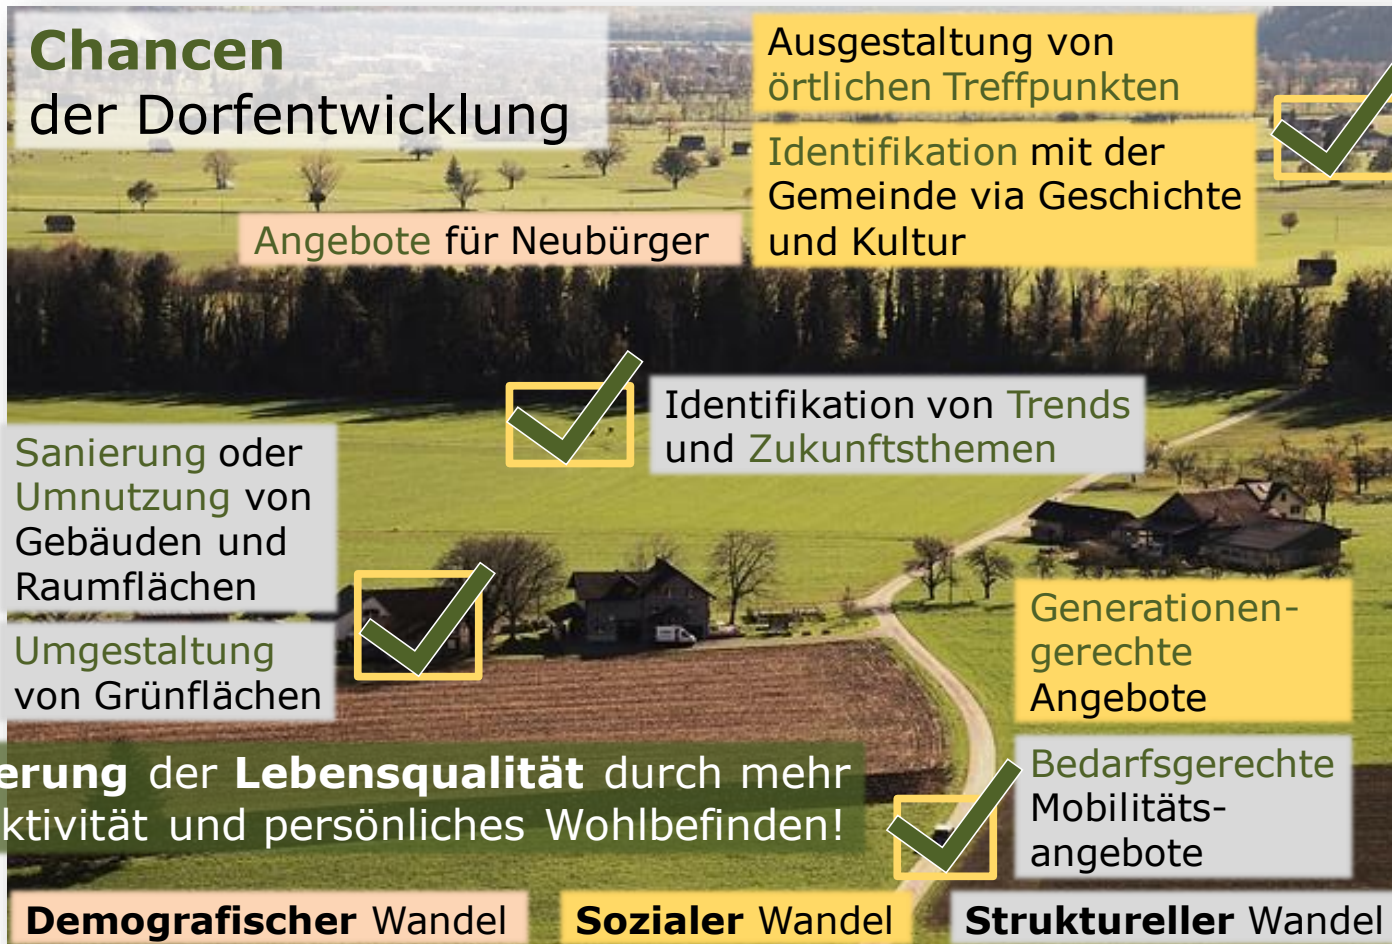 Chancen
der Dorfentwicklung
Ausgestaltung von
örtlichen Treffpunkten
Identifikation mit der
Gemeinde via Geschichte
und Kultur
Angebote für Neubürger
Identifikation von Trends
und Zukunftsthemen
Sanierung oder
Umnutzung von
Gebäuden und
Raumflächen
Umgestaltung
von Grünflächen
Generationen-
gerechte
Angebote
Bedarfsgerechte
Mobilitäts-
angebote
erung der Lebensqualität durch mehr
ktivität und persönliches Wohlbefinden!
Demografischer Wandel
Sozialer Wandel
Struktureller Wandel